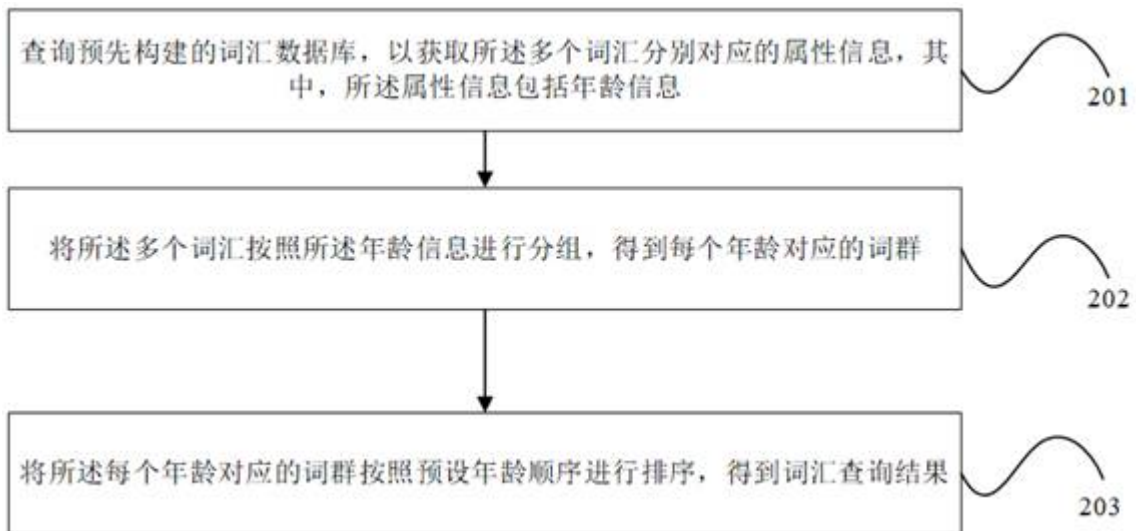 查询预先构建的词汇数据库，以获取所述多个词汇分别对应的属性信息，其
中，所述属性信息包括年龄信息
201
将所述多个词汇按照所述年龄信息进行分组，得到每个年龄对应的词群
202
将所述每个年龄对应的词群按照预设年龄顺序进行排序，得到词汇查询结果
203